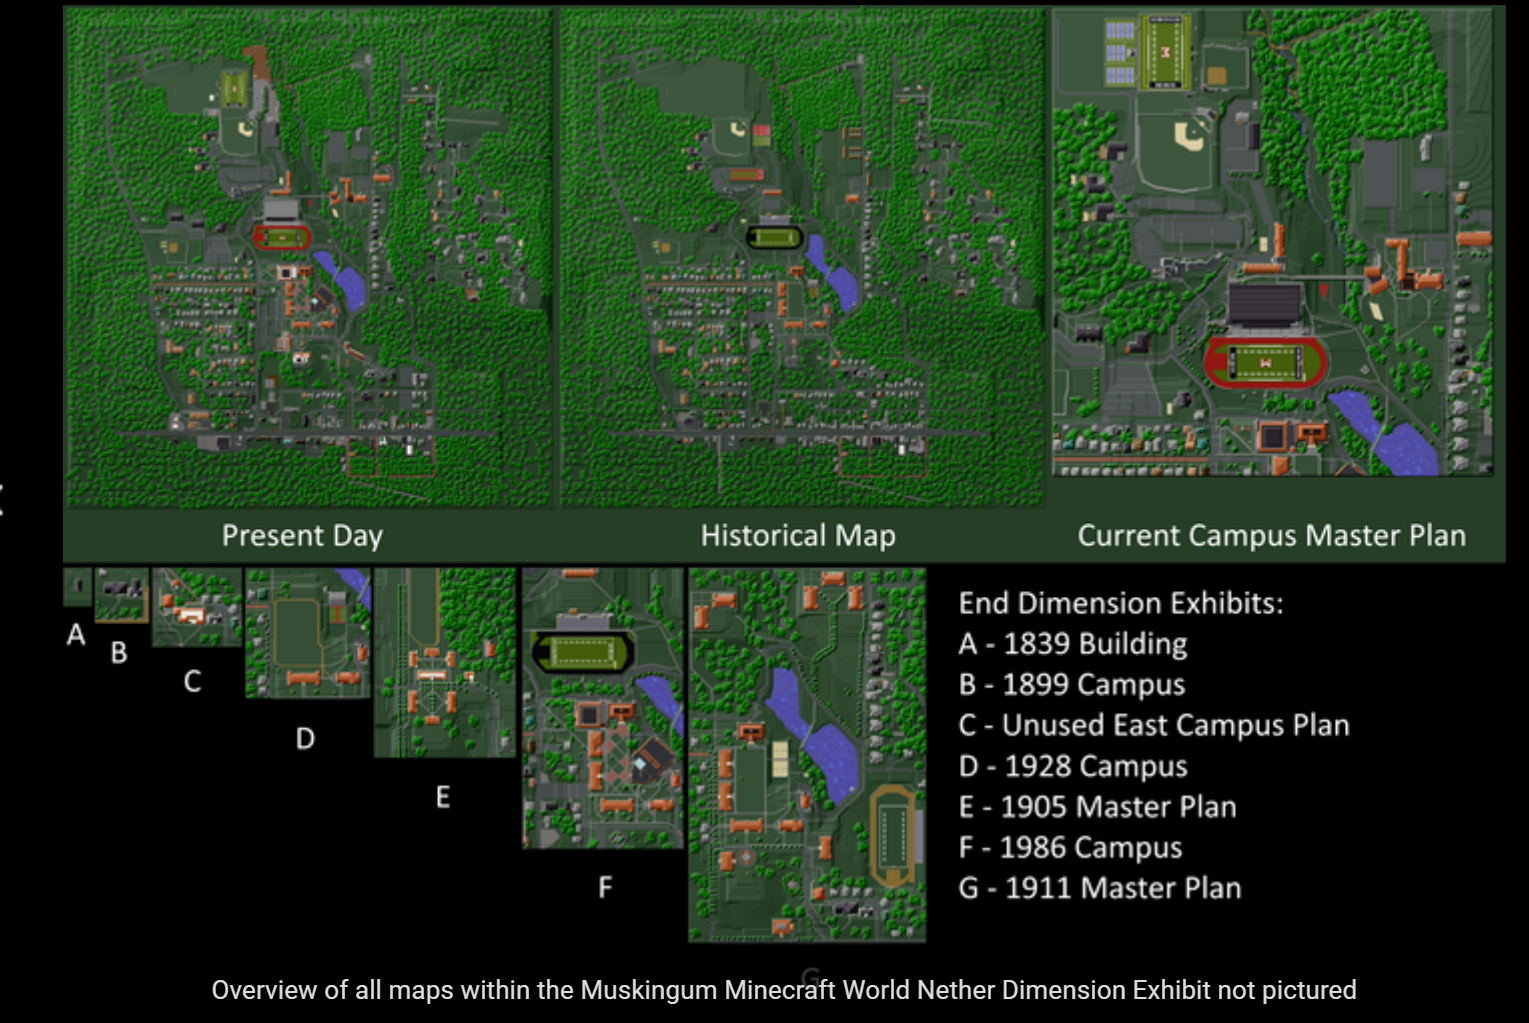 Present Day
Historical Map
Current Campus Master Plan
A
B
C
D
E
F
G
End Dimension Exhibits:
A - 1839 Building
B - 1899 Campus
C - Unused East Campus Plan
D - 1928 Campus
E - 1905 Master Plan
F - 1986 Campus
G - 1911 Master Plan
Overview of all maps within the Muskingum Minecraft World Nether Dimension Exhibit not pictured